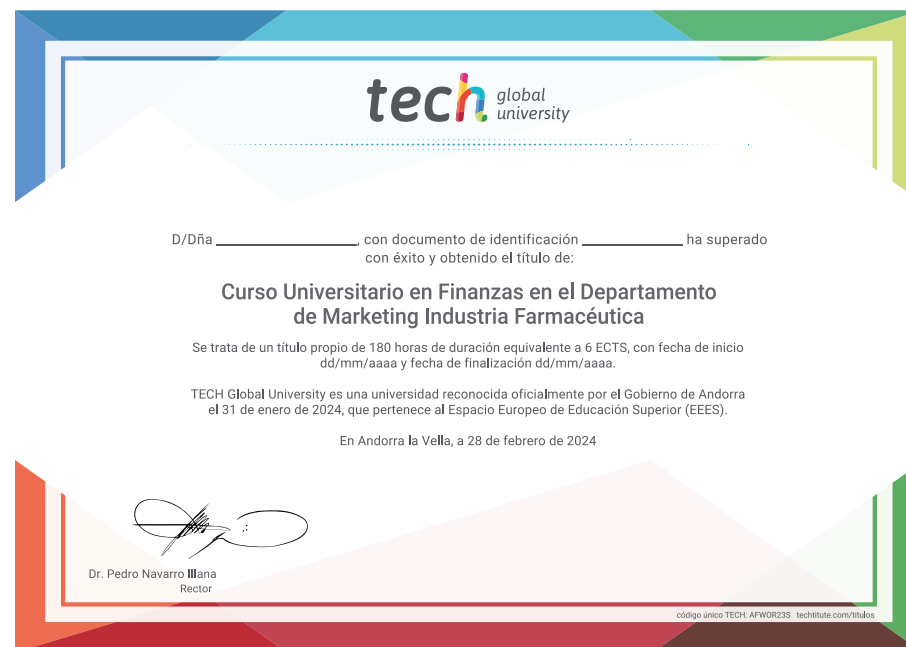 tech global university
D/Dña ____________________, con documento de identificación ______________ ha superado
con éxito y obtenido el título de:
Curso Universitario en Finanzas en el Departamento
de Marketing Industria Farmacéutica
Se trata de un título propio de 180 horas de duración equivalente a 6 ECTS, con fecha de inicio
dd/mm/aaaa y fecha de finalización dd/mm/aaaa.
TECH Global University es una universidad reconocida oficialmente por el Gobierno de Andorra
el 31 de enero de 2024, que pertenece al Espacio Europeo de Educación Superior (EEES).
En Andorra la Vella, a 28 de febrero de 2024
Dr. Pedro Navarro Illana
Rector
código único TECH: AFWOR23S techtitute.com/titulos